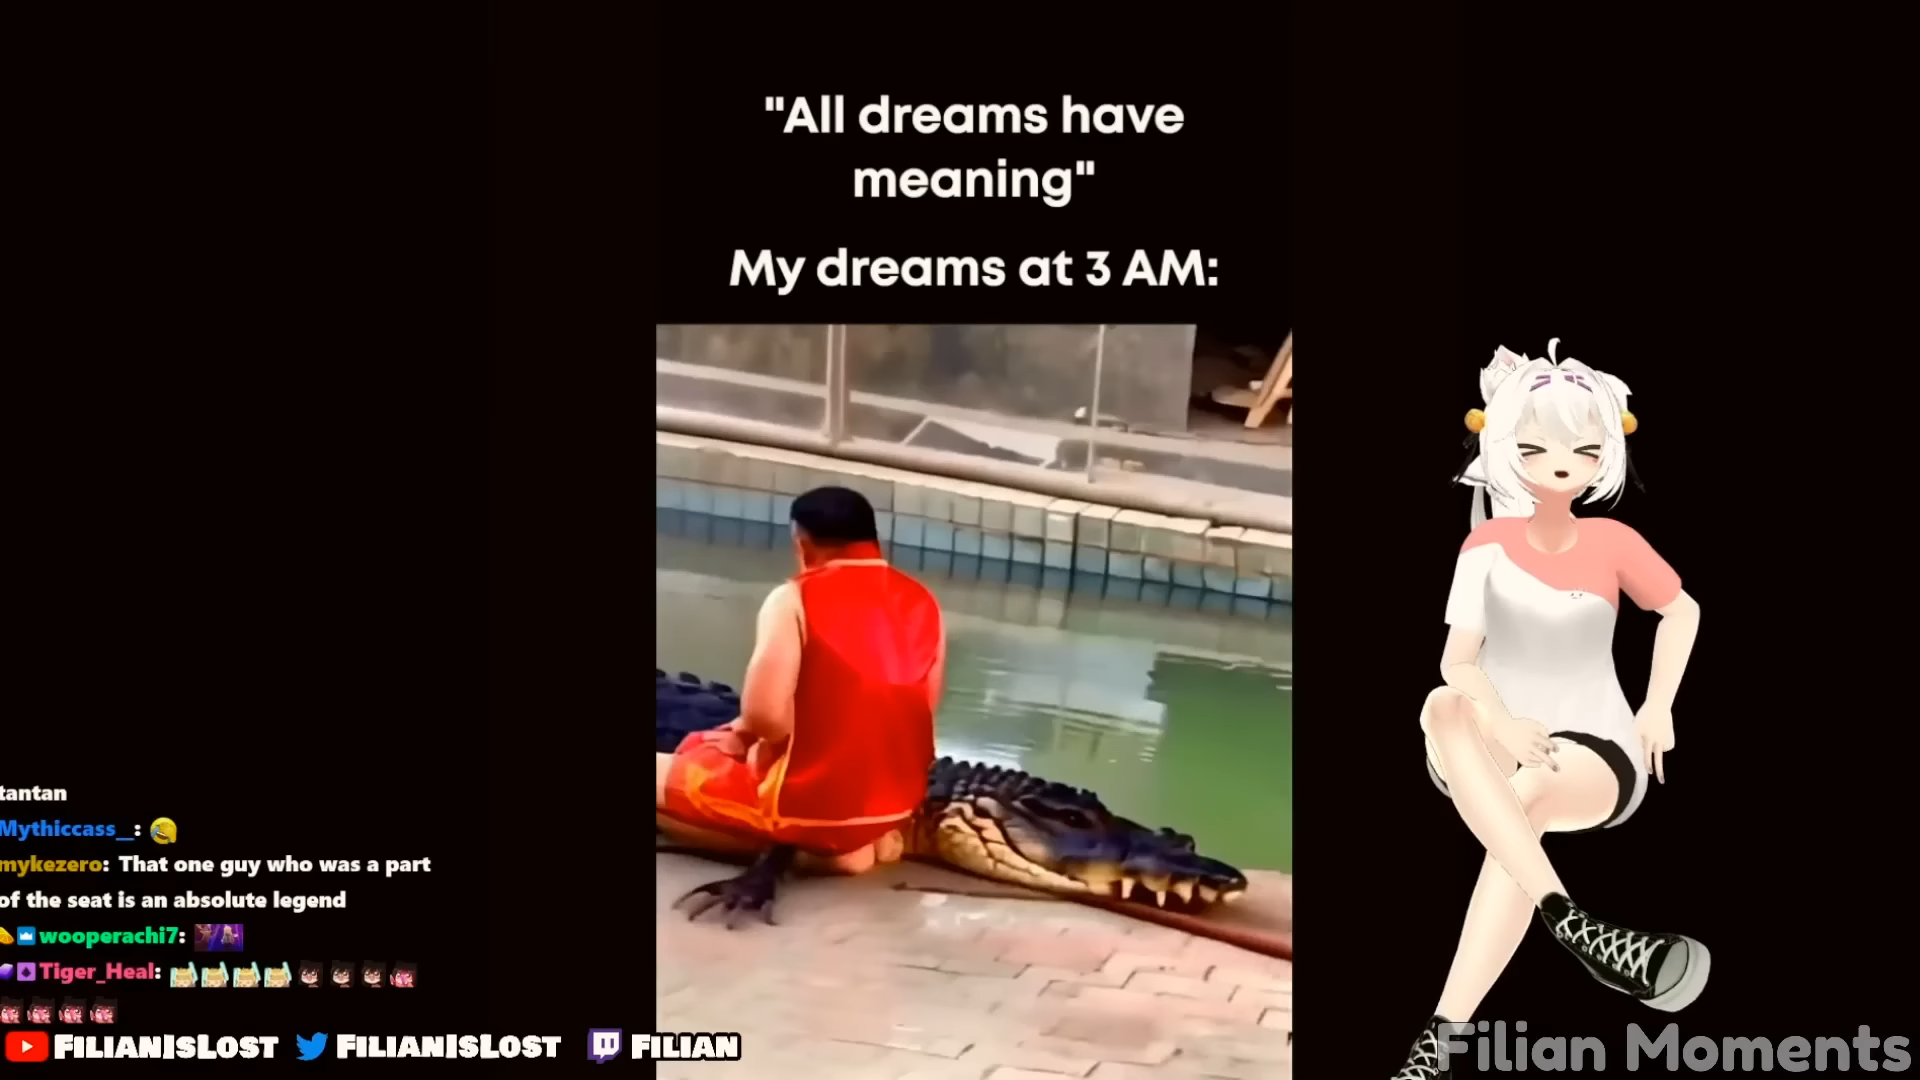 "All dreams have
meaning"
My dreams at 3 AM:
tantan
Mythiccass__:
mykezero: That one guy who was a part
of the seat is an absolute legend
wooperachi7:
Tiger_Heal:
FILIANISLOST FILIANISLOST FILIAN
Filian Moments